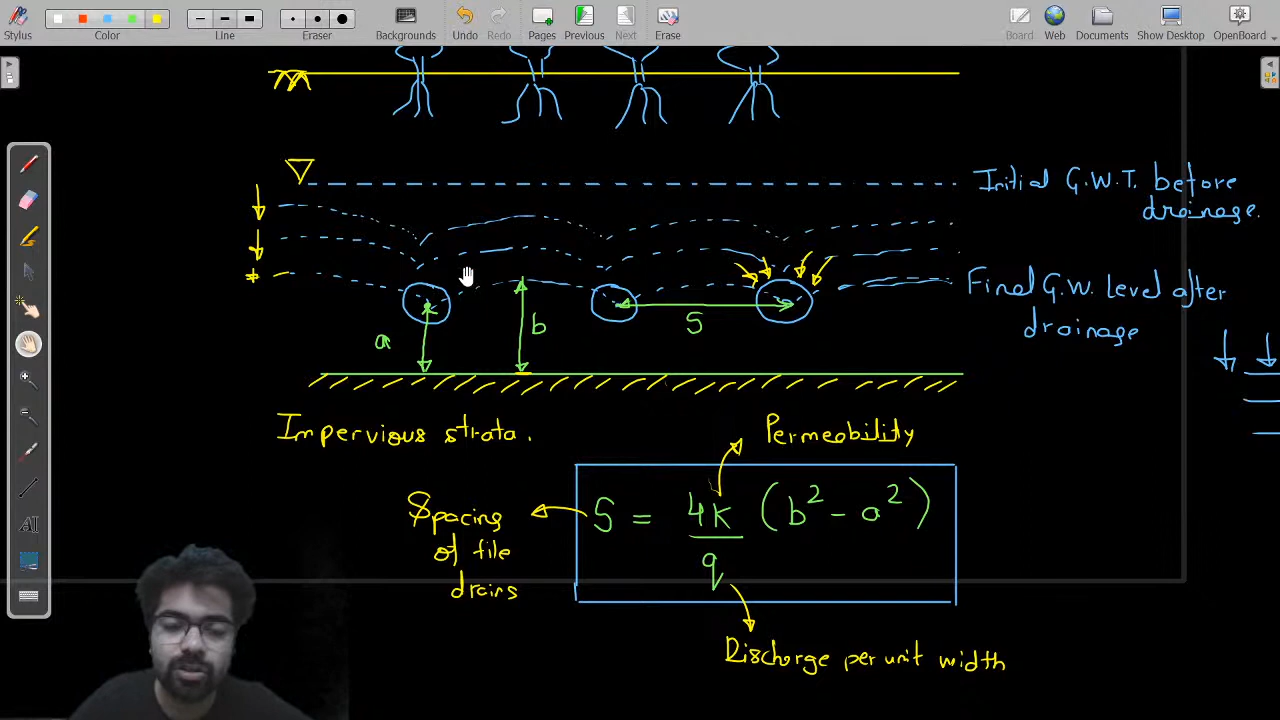 Stylus
Color
Line
Eraser
Backgrounds
Undo
Pages
Previous
Next
Erase
Board
Web
Documents
Show Desktop
OpenBoard
Initial G.W.T. before
drainage.
Final G.W. level after
drainage
a
b
S
Impervious strata.
Permeability
Spacing
of tile
drains
S = 4k/q (b² - a²)
Discharge per unit width